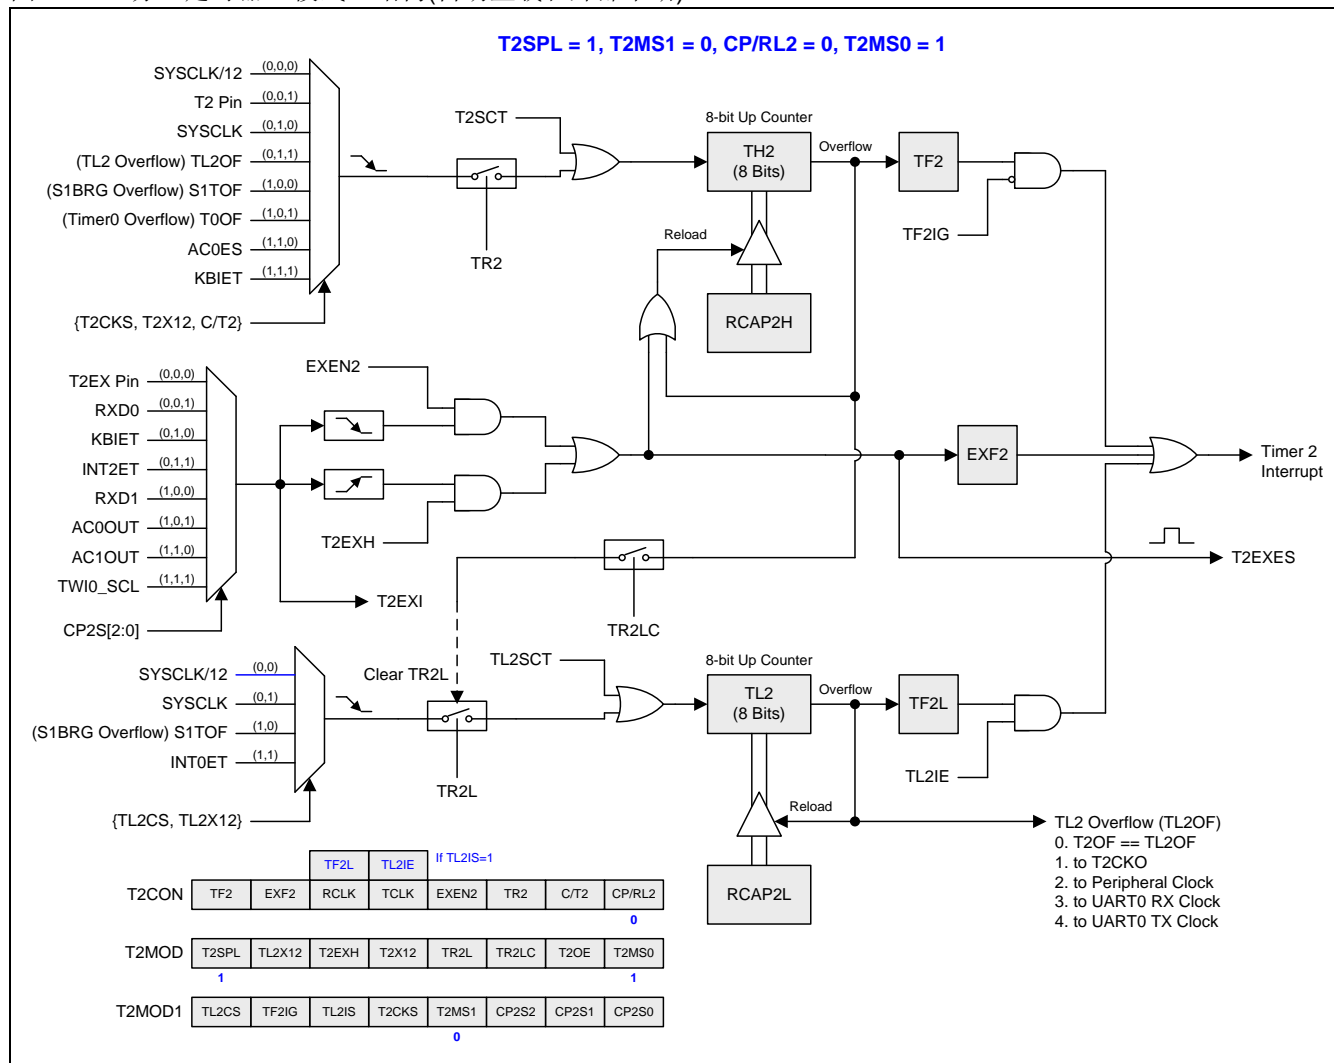 T2SPL = 1, T2MS1 = 0, CP/RL2 = 0, T2MS0 = 1
SYSCLK/12 (0,0,0)
T2 Pin (0,0,1)
SYSCLK (0,1,0)
(TL2 Overflow) TL2OF (0,1,1)
(S1BRG Overflow) S1TOF (1,0,0)
(Timer0 Overflow) T0OF (1,0,1)
AC0ES (1,1,0)
KBIET (1,1,1)
{T2CKS, T2X12, C/T2}
TR2
T2SCT
8-bit Up Counter
TH2
(8 Bits)
Overflow
TF2
TF2IG
Reload
RCAP2H
T2EX Pin (0,0,0)
RXD0 (0,0,1)
KBIET (0,1,0)
INT2ET (0,1,1)
RXD1 (1,0,0)
AC0OUT (1,0,1)
AC1OUT (1,1,0)
TWI0_SCL (1,1,1)
CP2S[2:0]
EXEN2
T2EXH
T2EXI
EXF2
Timer 2
Interrupt
T2EXES
TR2LC
SYSCLK/12 (0,0)
SYSCLK (0,1)
(S1BRG Overflow) S1TOF (1,0)
INT0ET (1,1)
{TL2CS, TL2X12}
Clear TR2L
TR2L
TL2SCT
8-bit Up Counter
TL2
(8 Bits)
Overflow
TF2L
TL2IE
Reload
RCAP2L
TL2 Overflow (TL2OF)
0. T2OF == TL2OF
1. to T2CKO
2. to Peripheral Clock
3. to UART0 RX Clock
4. to UART0 TX Clock
TF2L TL2IE If TL2IS=1
T2CON TF2 EXF2 RCLK TCLK EXEN2 TR2 C/T2 CP/RL2
0
T2MOD T2SPL TL2X12 T2EXH T2X12 TR2L TR2LC T2OE T2MS0
1 1
T2MOD1 TL2CS TF2IG TL2IS T2CKS T2MS1 CP2S2 CP2S1 CP2S0
0